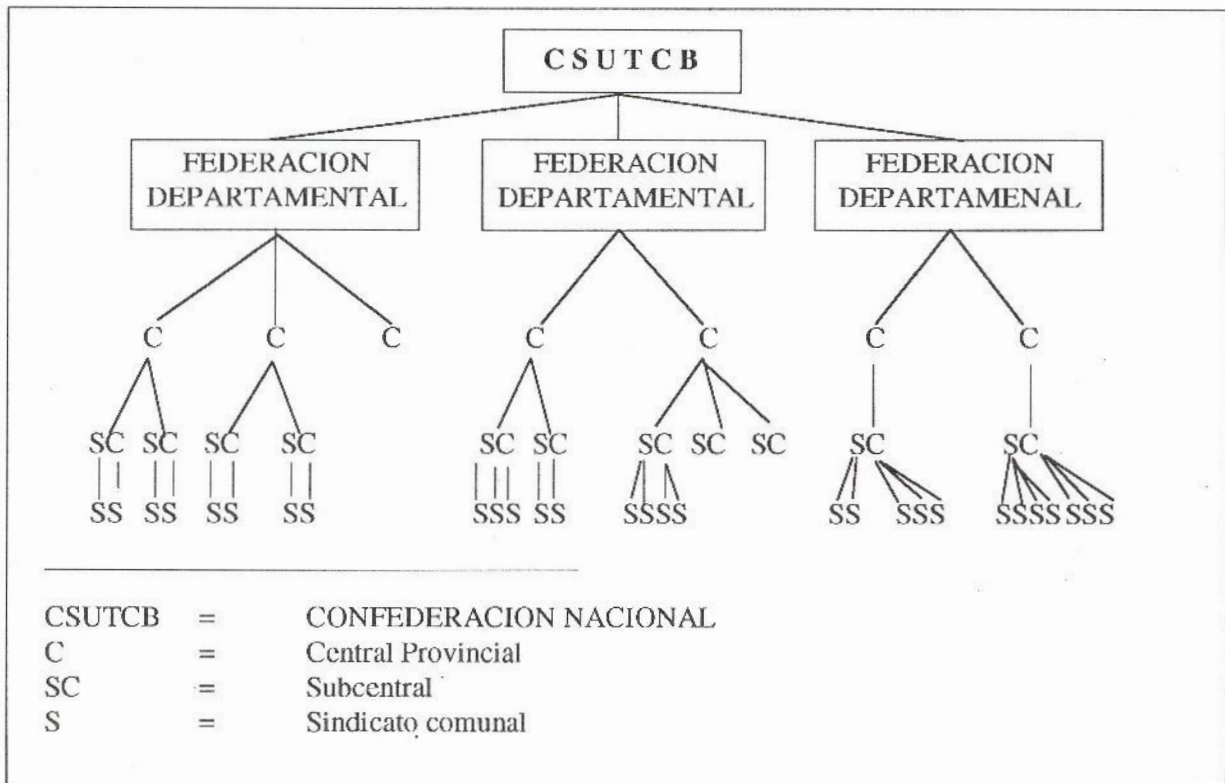 C S U T C B
FEDERACION
DEPARTAMENTAL
FEDERACION
DEPARTAMENTAL
FEDERACION
DEPARTAMENAL
C C C C C C C
SC SC SC SC SC SC SC SC SC SC SC
SS SS SS SS SSS SS SSSS SS SSS SSSS SSS
CSUTCB = CONFEDERACION NACIONAL
C = Central Provincial
SC = Subcentral
S = Sindicato comunal